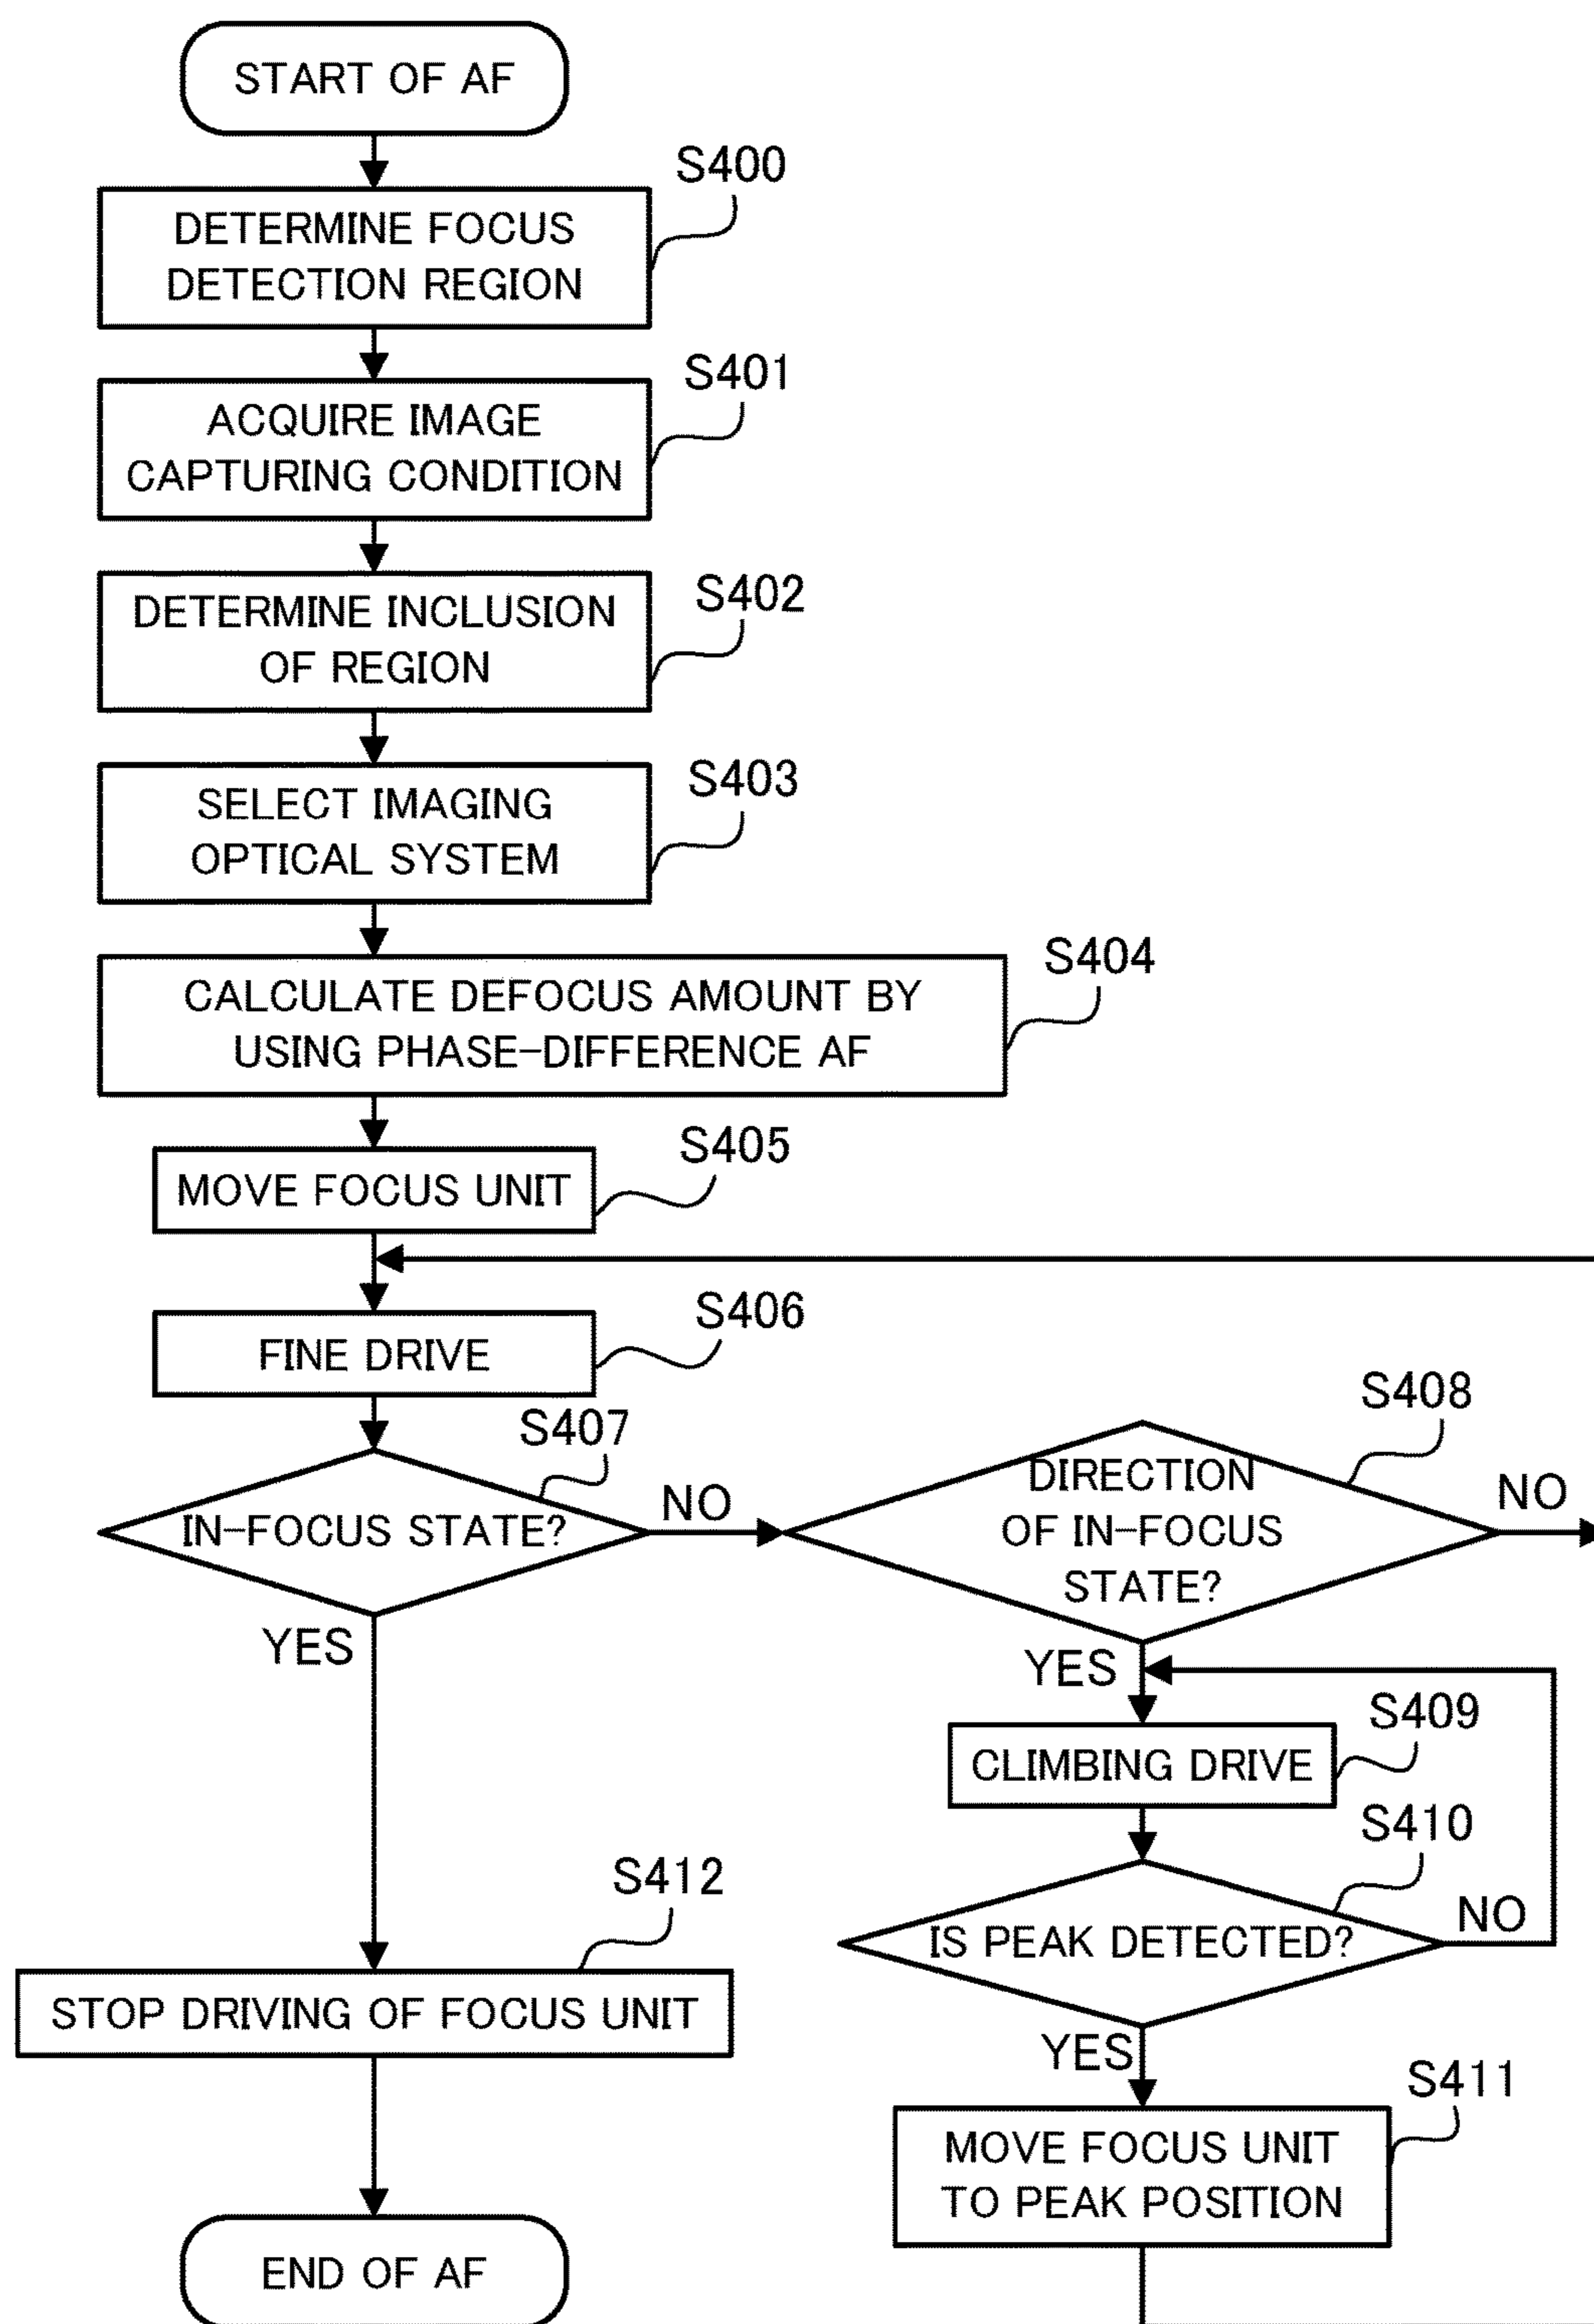 START OF AF
S400
DETERMINE FOCUS
DETECTION REGION
S401
ACQUIRE IMAGE
CAPTURING CONDITION
S402
DETERMINE INCLUSION
OF REGION
S403
SELECT IMAGING
OPTICAL SYSTEM
S404
CALCULATE DEFOCUS AMOUNT BY
USING PHASE-DIFFERENCE AF
S405
MOVE FOCUS UNIT
S406
FINE DRIVE
S407
IN-FOCUS STATE?
NO
YES
S408
DIRECTION
OF IN-FOCUS
STATE?
NO
YES
S409
CLIMBING DRIVE
S410
IS PEAK DETECTED?
NO
YES
S411
MOVE FOCUS UNIT
TO PEAK POSITION
S412
STOP DRIVING OF FOCUS UNIT
END OF AF